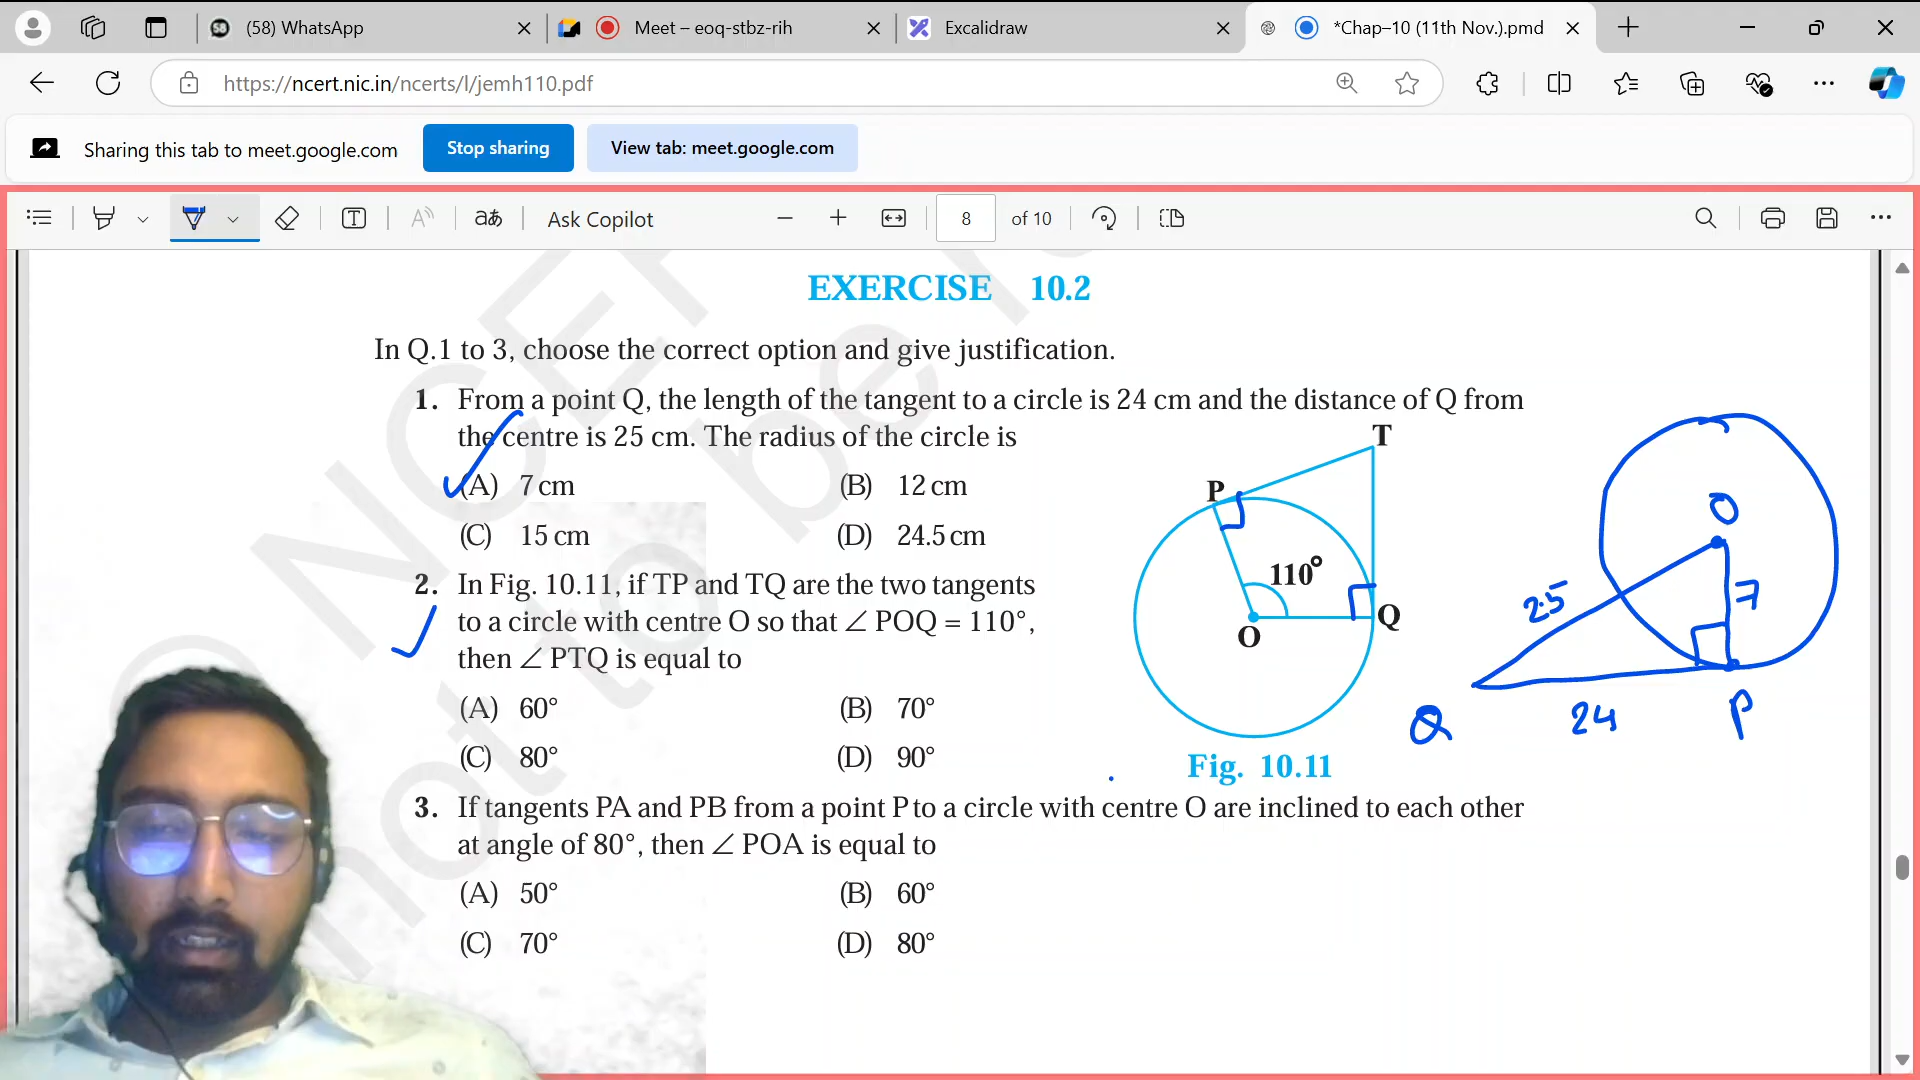 (58) WhatsApp
Meet – eoq-stbz-rih
Excalidraw
*Chap–10 (11th Nov.).pmd
https://ncert.nic.in/ncerts/l/jemh110.pdf
Sharing this tab to meet.google.com
Stop sharing
View tab: meet.google.com
Ask Copilot
8 of 10
EXERCISE 10.2
In Q.1 to 3, choose the correct option and give justification.
1. From a point Q, the length of the tangent to a circle is 24 cm and the distance of Q from
the centre is 25 cm. The radius of the circle is
(A) 7 cm (B) 12 cm
(C) 15 cm (D) 24.5 cm
2. In Fig. 10.11, if TP and TQ are the two tangents
to a circle with centre O so that ∠ POQ = 110°,
then ∠ PTQ is equal to
(A) 60° (B) 70°
(C) 80° (D) 90°
T
P
110°
O
Q
Fig. 10.11
O
25
7
Q
24
P
3. If tangents PA and PB from a point P to a circle with centre O are inclined to each other
at angle of 80°, then ∠ POA is equal to
(A) 50° (B) 60°
(C) 70° (D) 80°